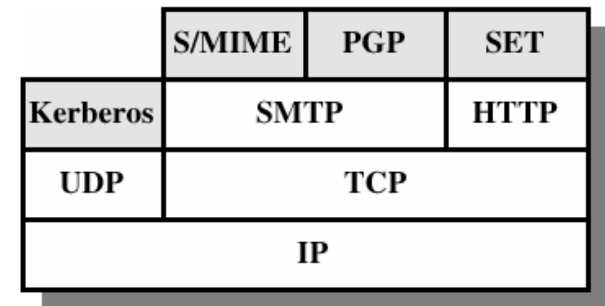 S/MIME PGP SET
Kerberos SMTP HTTP
UDP TCP
IP